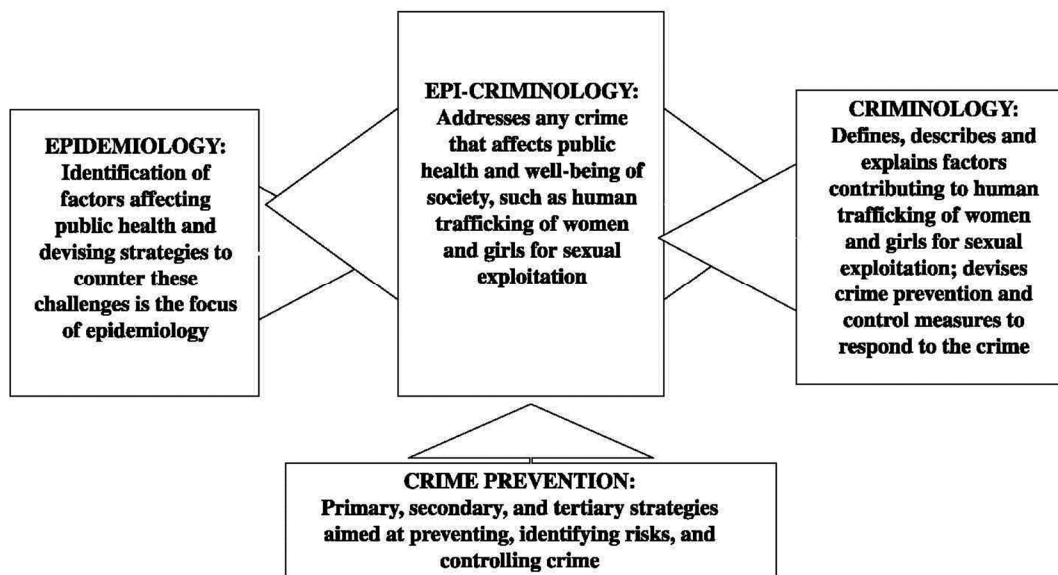 EPIDEMIOLOGY:
Identification of
factors affecting
public health and
devising strategies to
counter these
challenges is the focus
of epidemiology
EPI-CRIMINOLOGY:
Addresses any crime
that affects public
health and well-being of
society, such as human
trafficking of women
and girls for sexual
exploitation
CRIMINOLOGY:
Defines, describes and
explains factors
contributing to human
trafficking of women
and girls for sexual
exploitation; devises
crime prevention and
control measures to
respond to the crime
CRIME PREVENTION:
Primary, secondary, and tertiary strategies
aimed at preventing, identifying risks, and
controlling crime